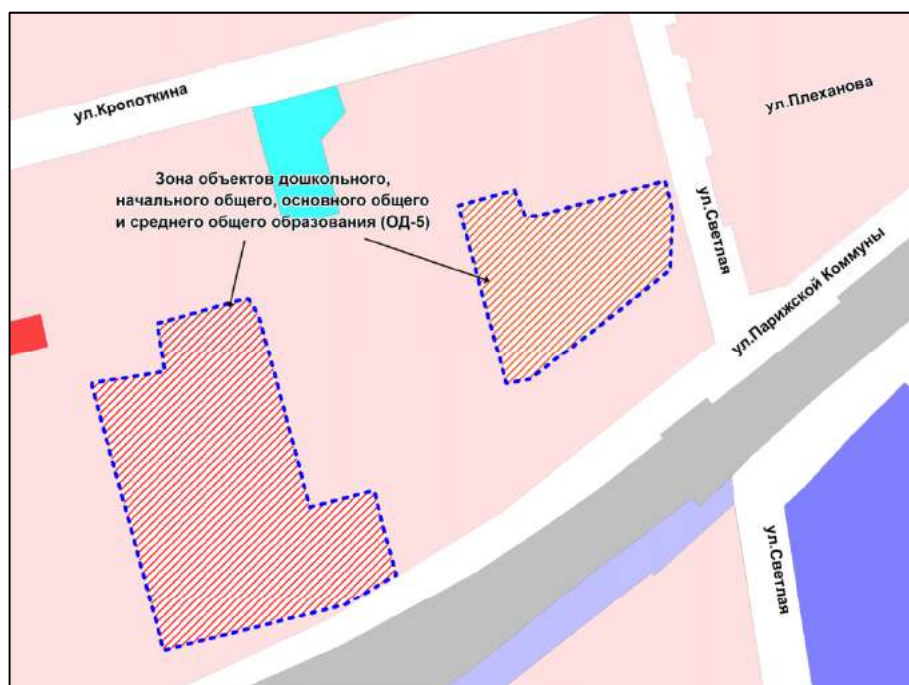 ул.Кропоткина
ул.Плеханова
Зона объектов дошкольного,
начального общего, основного общего
и среднего общего образования (ОД-5)
ул.Светлая
ул.Парижской Коммуны
ул.Светлая